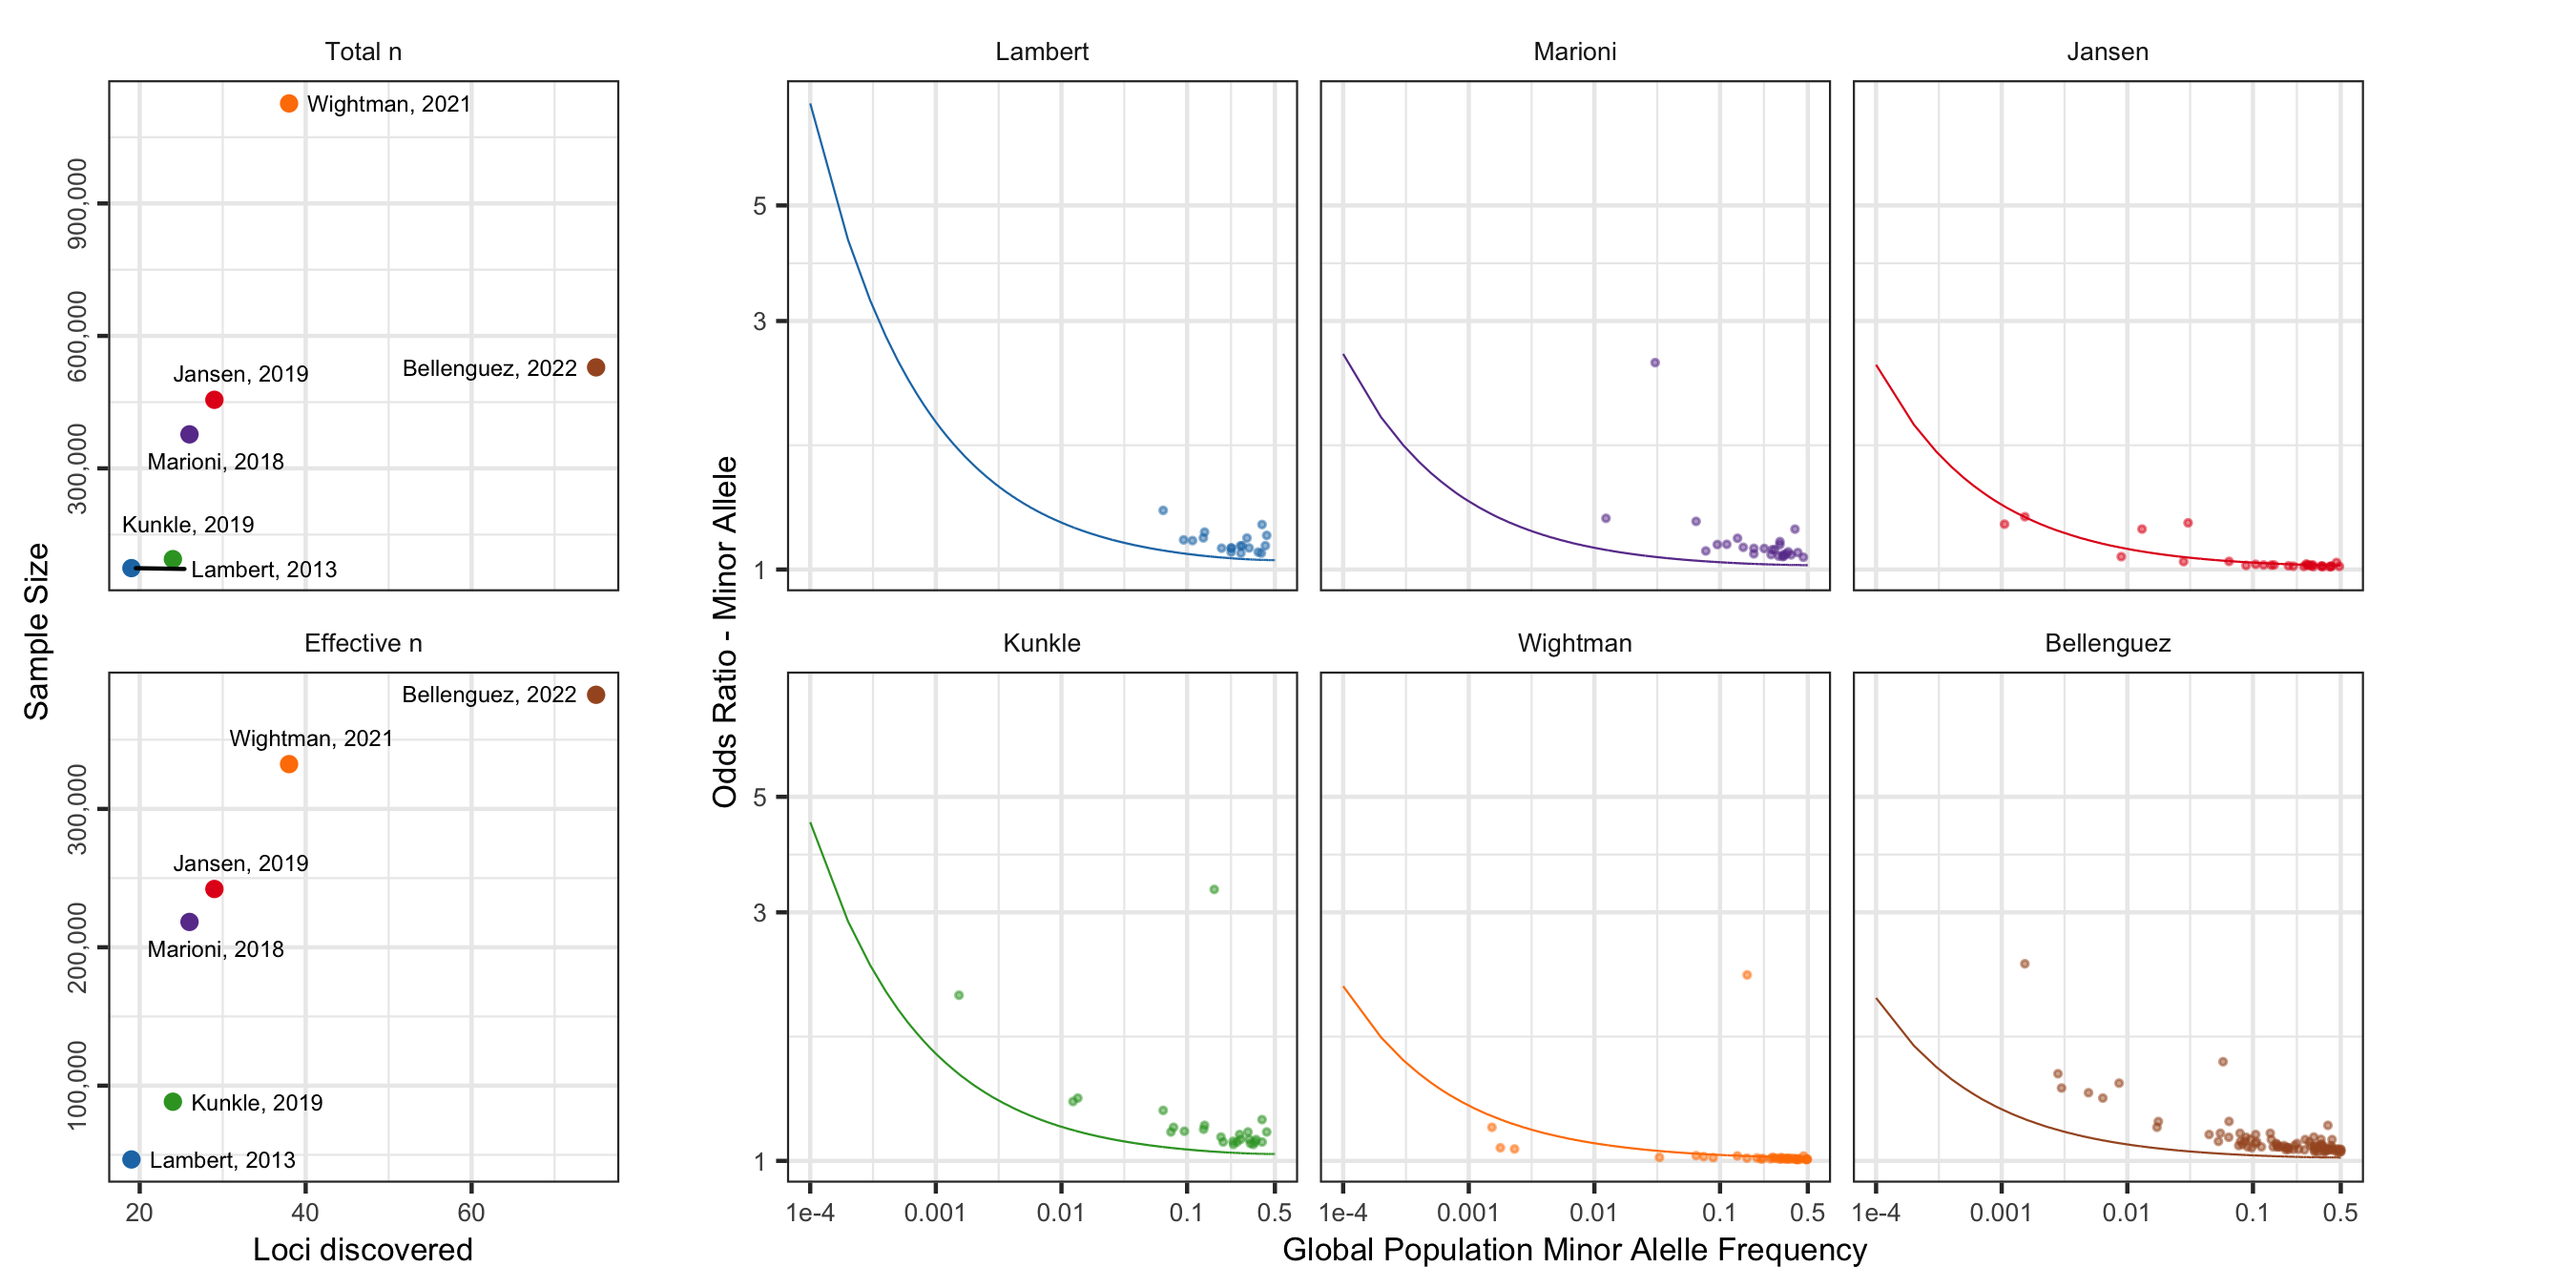 Total n
Sample Size
900,000
600,000
300,000
Wightman, 2021
Bellenguez, 2022
Jansen, 2019
Marioni, 2018
Kunkle, 2019
Lambert, 2013
Effective n
300,000
200,000
100,000
Bellenguez, 2022
Wightman, 2021
Jansen, 2019
Marioni, 2018
Kunkle, 2019
Lambert, 2013
20 40 60
Loci discovered
Odds Ratio - Minor Allele
Lambert Marioni Jansen
5
3
1
Kunkle Wightman Bellenguez
5
3
1
1e-4 0.001 0.01 0.1 0.5 1e-4 0.001 0.01 0.1 0.5 1e-4 0.001 0.01 0.1 0.5
Global Population Minor Alelle Frequency